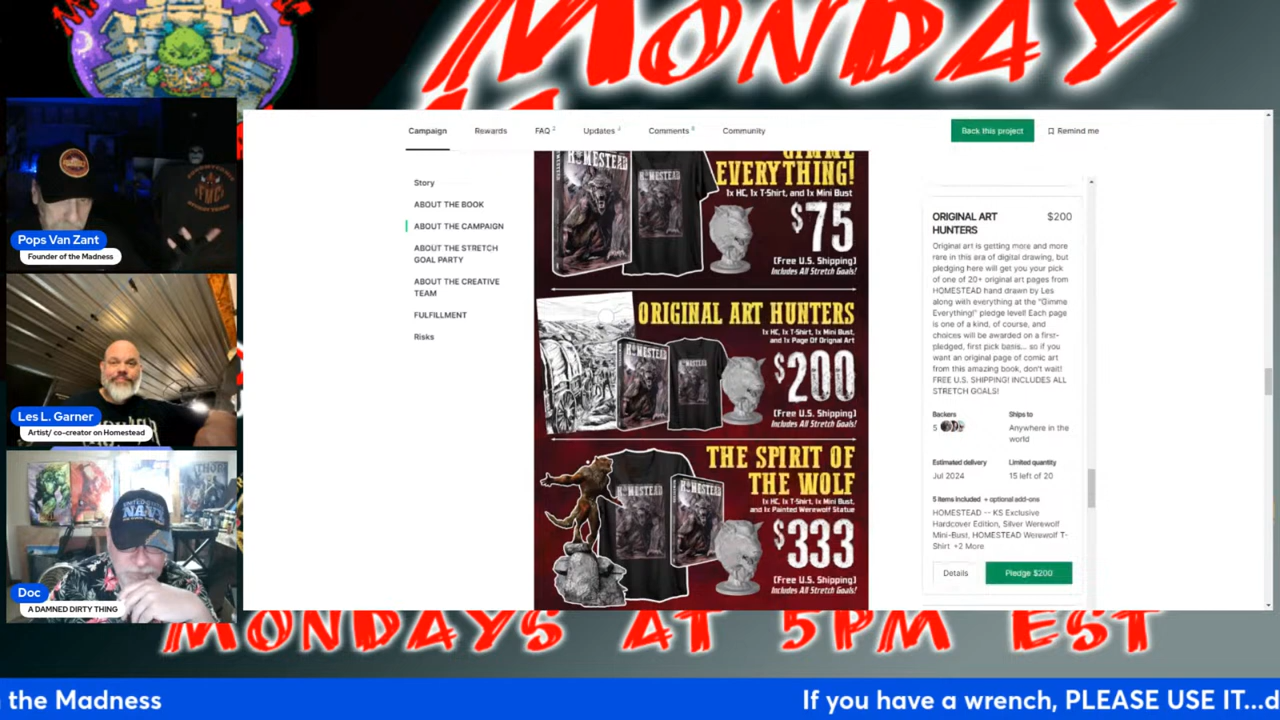 MONDAY
Campaign
Rewards
FAQ 2
Updates 4
Comments 8
Community
Back this project
Remind me
Story
ABOUT THE BOOK
ABOUT THE CAMPAIGN
ABOUT THE STRETCH
GOAL PARTY
ABOUT THE CREATIVE
TEAM
FULFILLMENT
Risks
HOMESTEAD
GIMME
EVERYTHING!
1x HC, 1x T-Shirt, and 1x Mini Bust
$75
(Free U.S. Shipping)
Includes All Stretch Goals!
ORIGINAL ART HUNTERS
1x HC, 1x T-Shirt, 1x Mini Bust,
and 1x Page Of Orignal Art
HOMESTEAD
$200
(Free U.S. Shipping)
Includes All Stretch Goals!
THE SPIRIT OF
THE WOLF
1x HC, 1x T-Shirt, 1x Mini Bust,
and 1x Painted Werewolf Statue
HOMESTEAD
HOMESTEAD
$333
(Free U.S. Shipping)
Includes All Stretch Goals!
ORIGINAL ART
HUNTERS
$200
Original art is getting more and more
rare in this era of digital drawing, but
pledging here will get you your pick
of one of 20+ original art pages from
HOMESTEAD hand drawn by Les
along with everything at the "Gimme
Everything!" pledge level! Each page
is one of a kind, of course, and
choices will be awarded on a first-
pledged, first pick basis... so if you
want an original page of comic art
from this amazing book, don't wait!
FREE U.S. SHIPPING! INCLUDES ALL
STRETCH GOALS!
Backers
5
Ships to
Anywhere in the
world
Estimated delivery
Jul 2024
Limited quantity
15 left of 20
5 items included + optional add-ons
HOMESTEAD -- KS Exclusive
Hardcover Edition, Silver Werewolf
Mini-Bust, HOMESTEAD Werewolf T-
Shirt +2 More
Details
Pledge $200
Pops Van Zant
Founder of the Madness
Les L. Garner
Artist/ co-creator on Homestead
Doc
A DAMNED DIRTY THING
MONDAYS AT 5PM EST
the Madness
If you have a wrench, PLEASE USE IT...d